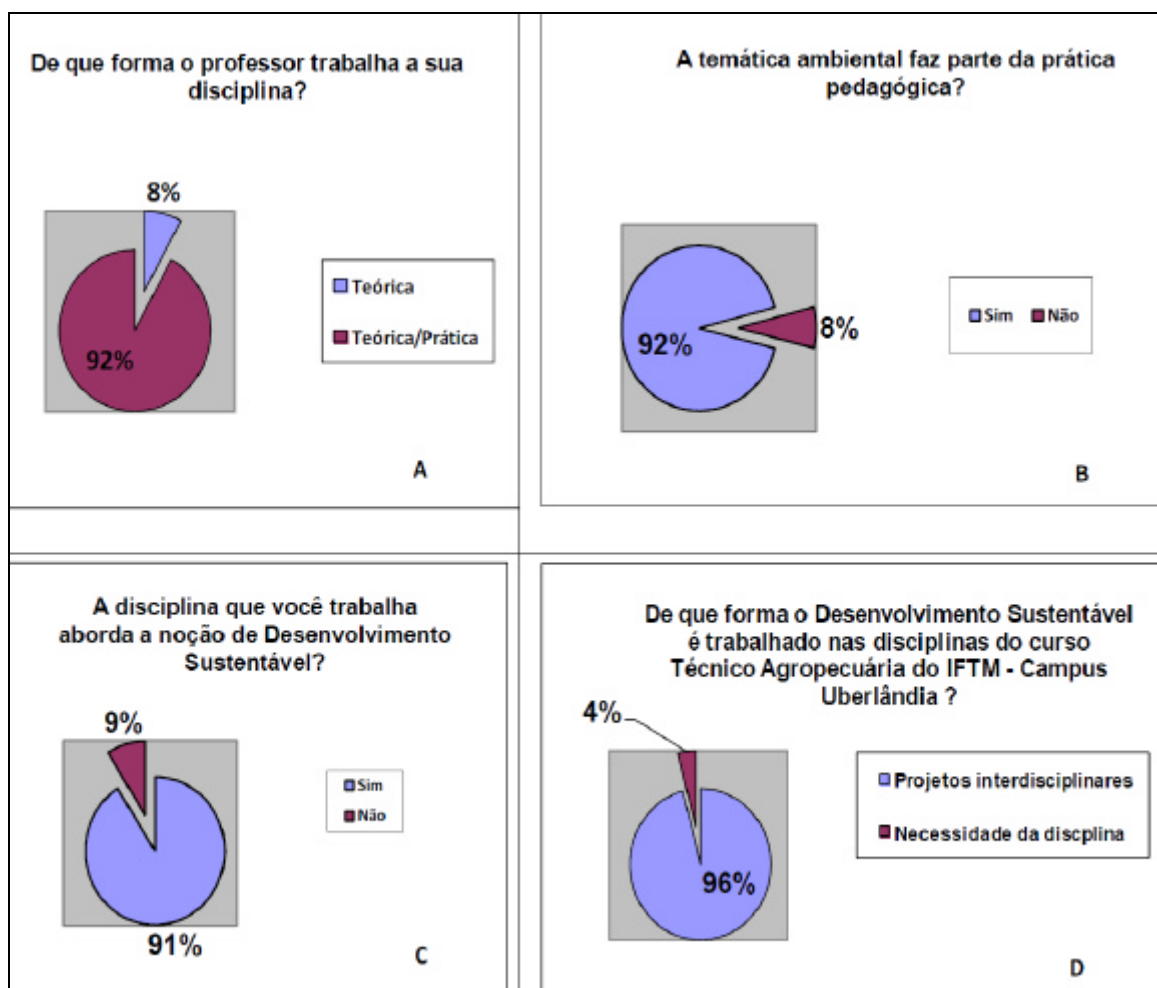 De que forma o professor trabalha a sua
disciplina?
8%
92%
Teórica
Teórica/Prática
A
A temática ambiental faz parte da prática
pedagógica?
92%
8%
Sim Não
B
A disciplina que você trabalha
aborda a noção de Desenvolvimento
Sustentável?
9%
91%
Sim
Não
C
De que forma o Desenvolvimento Sustentável
é trabalhado nas disciplinas do curso
Técnico Agropecuária do IFTM - Campus
Uberlândia ?
4%
96%
Projetos interdisciplinares
Necessidade da discplina
D